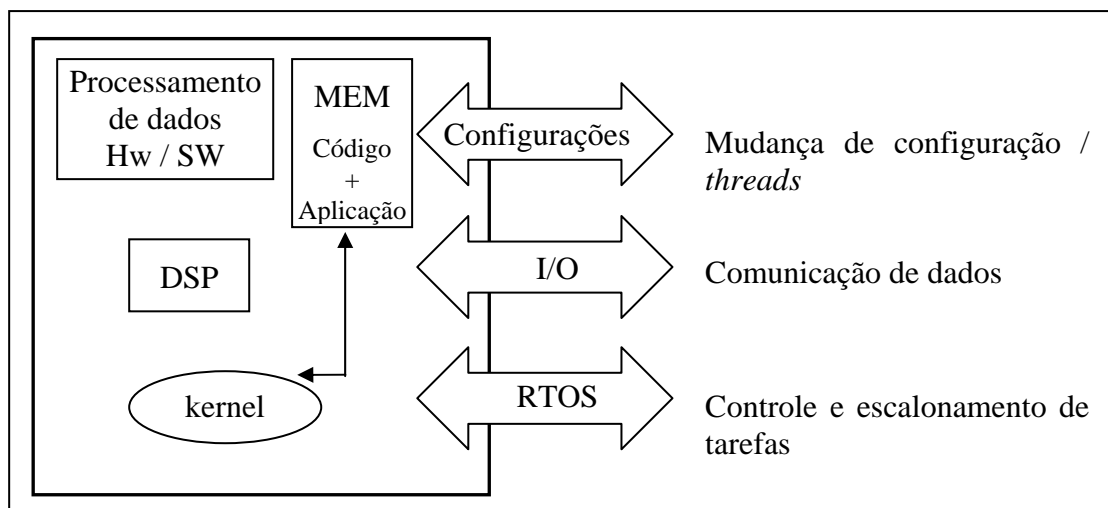 Processamento
de dados
Hw / SW
MEM
Código
+
Aplicação
DSP
kernel
Configurações
Mudança de configuração /
threads
I/O
Comunicação de dados
RTOS
Controle e escalonamento de
tarefas